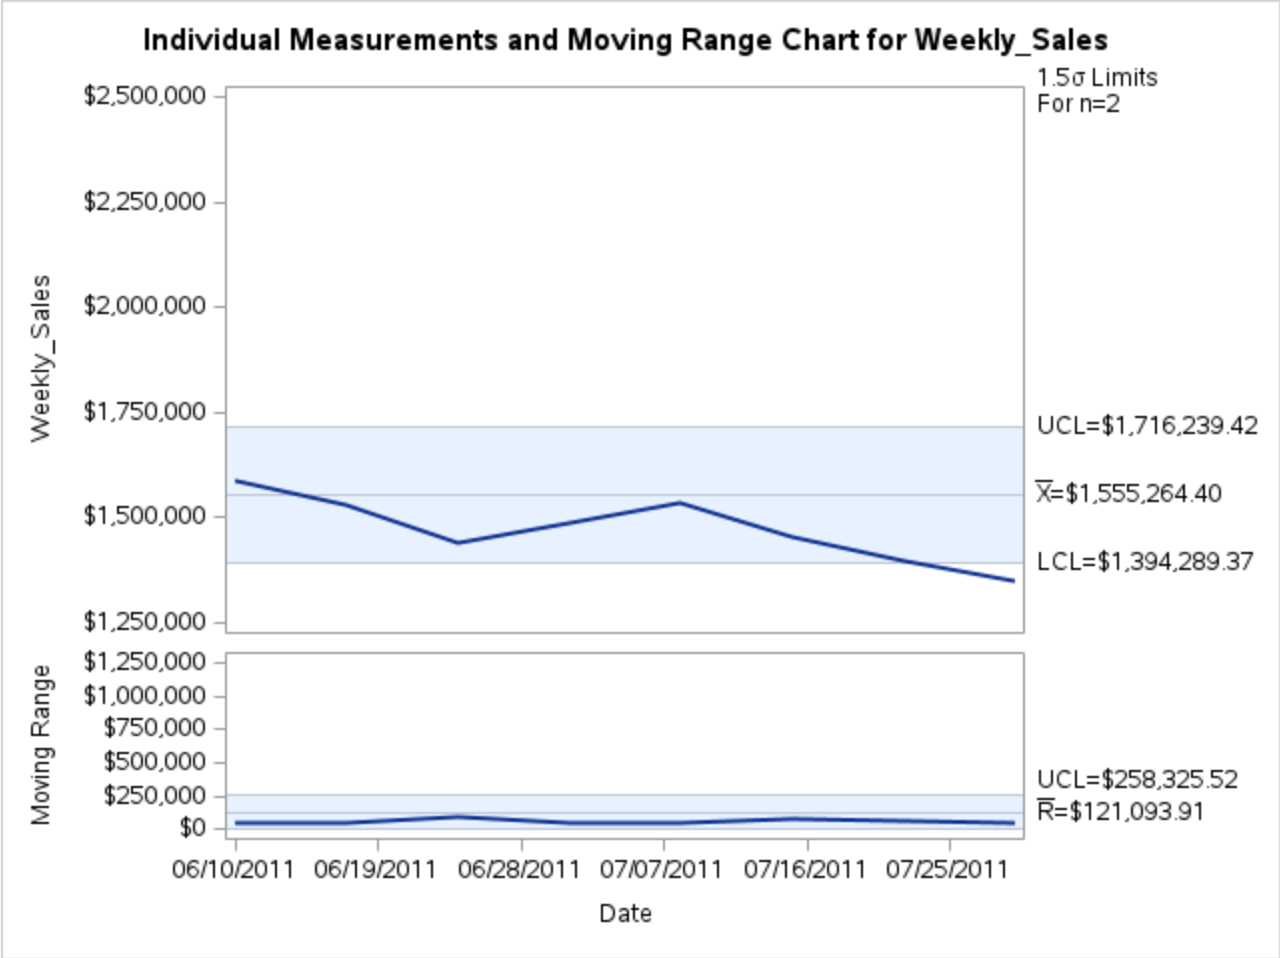 Individual Measurements and Moving Range Chart for Weekly_Sales
1.5σ Limits
For n=2
$2,500,000
$2,250,000
$2,000,000
$1,750,000
$1,500,000
$1,250,000
Weekly_Sales
UCL=$1,716,239.42
X̅=$1,555,264.40
LCL=$1,394,289.37
$1,250,000
$1,000,000
$750,000
$500,000
$250,000
$0
Moving Range
UCL=$258,325.52
R̅=$121,093.91
06/10/2011 06/19/2011 06/28/2011 07/07/2011 07/16/2011 07/25/2011
Date